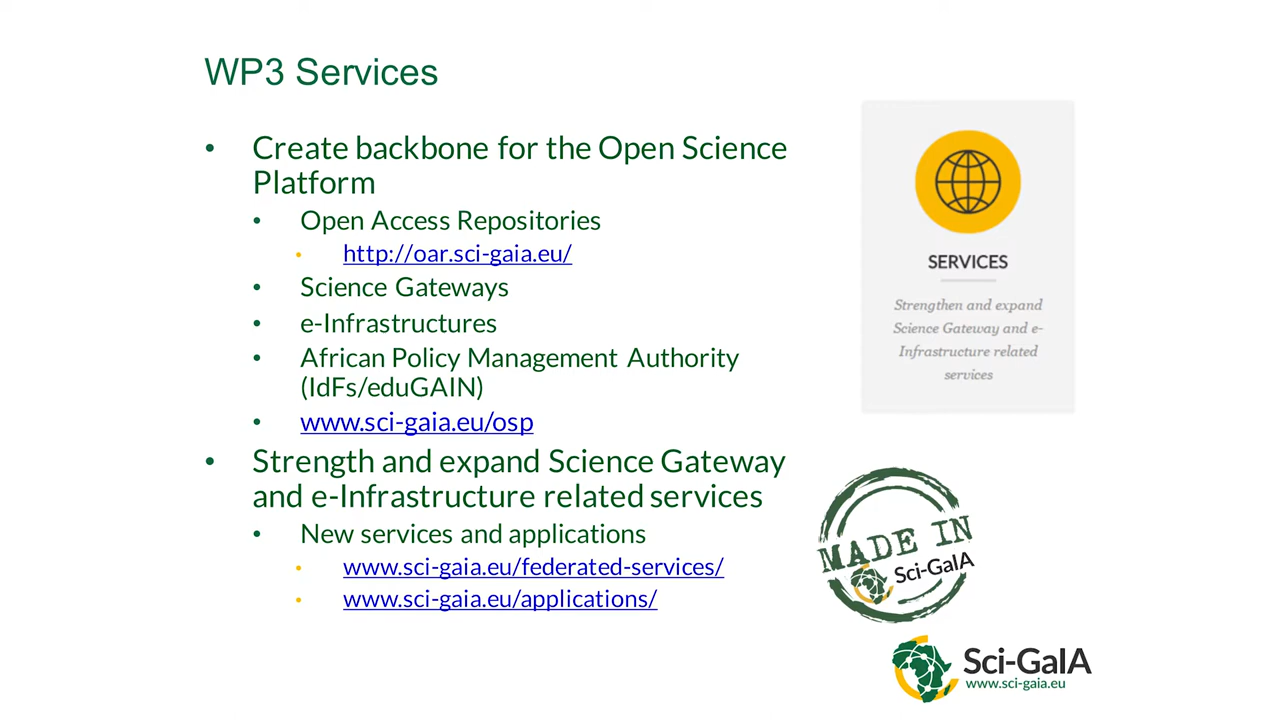 WP3 Services
• Create backbone for the Open Science
Platform
• Open Access Repositories
• http://oar.sci-gaia.eu/
• Science Gateways
• e-Infrastructures
• African Policy Management Authority
(IdFs/eduGAIN)
• www.sci-gaia.eu/osp
• Strength and expand Science Gateway
and e-Infrastructure related services
• New services and applications
• www.sci-gaia.eu/federated-services/
• www.sci-gaia.eu/applications/
SERVICES
Strengthen and expand
Science Gateway and e-
Infrastructure related
services
MADE IN
Sci-GaIA
Sci-GaIA
www.sci-gaia.eu